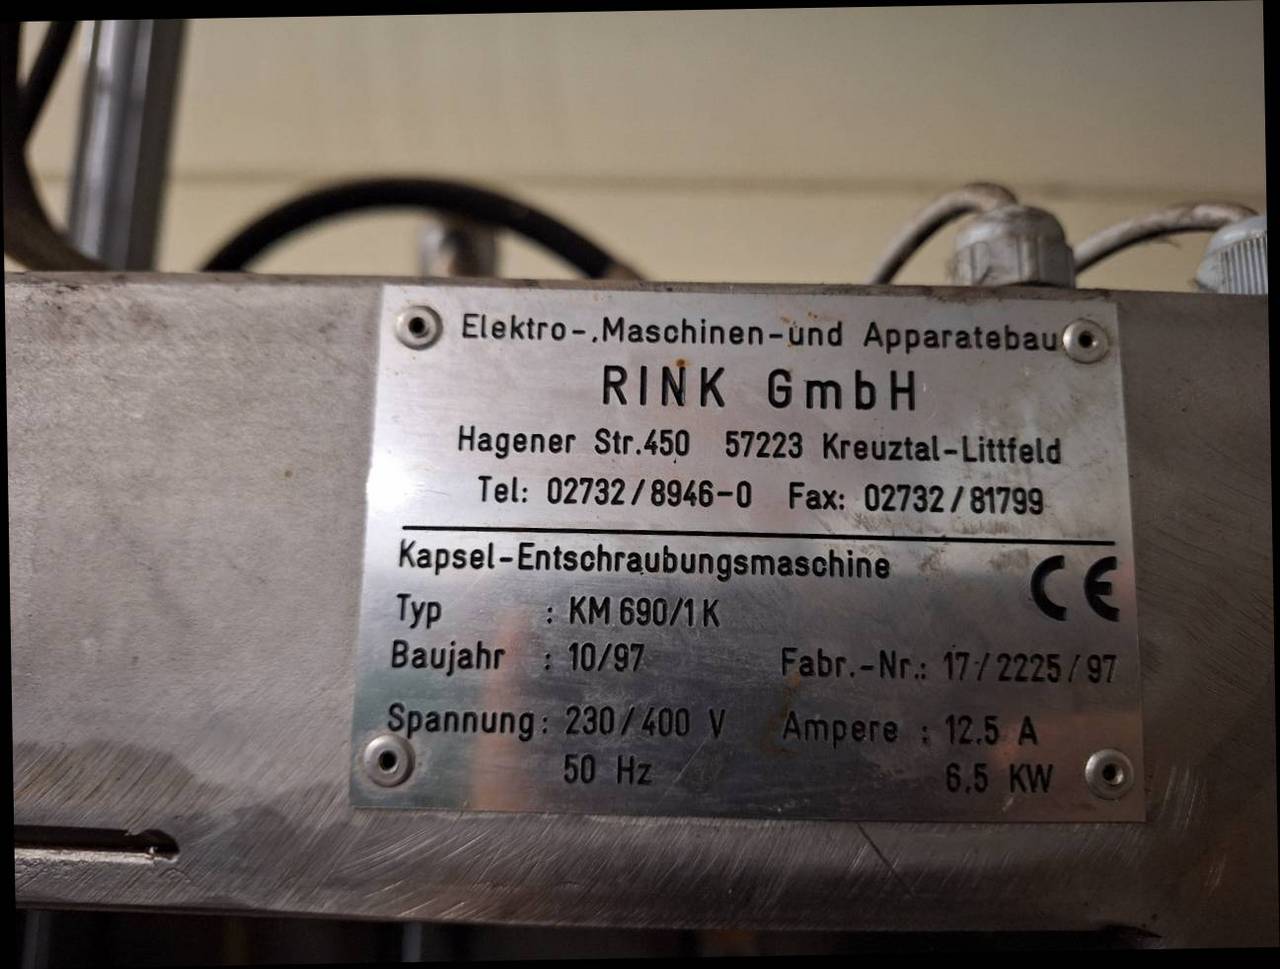 Elektro-,Maschinen-und Apparatebau
RINK GmbH
Hagener Str.450 57223 Kreuztal-Littfeld
Tel: 02732/8946-0 Fax: 02732/81799
Kapsel-Entschraubungsmaschine
CE
Typ : KM 690/1K
Baujahr : 10/97 Fabr.-Nr.: 17/2225/97
Spannung: 230/400 V Ampere : 12.5 A
50 Hz 6.5 KW